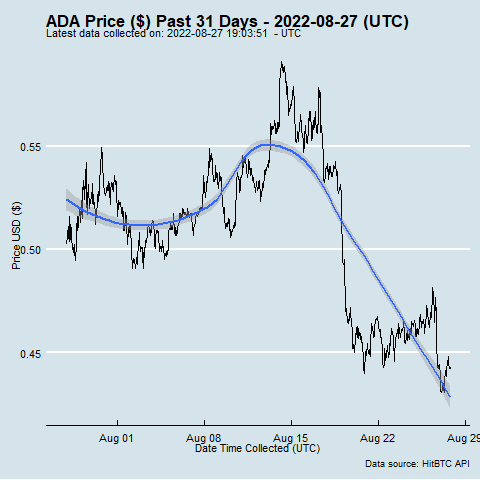 ADA Price ($) Past 31 Days - 2022-08-27 (UTC)
Latest data collected on: 2022-08-27 19:03:51 - UTC
0.55
0.50
0.45
Price USD ($)
Aug 01 Aug 08 Aug 15 Aug 22 Aug 29
Date Time Collected (UTC)
Data source: HitBTC API